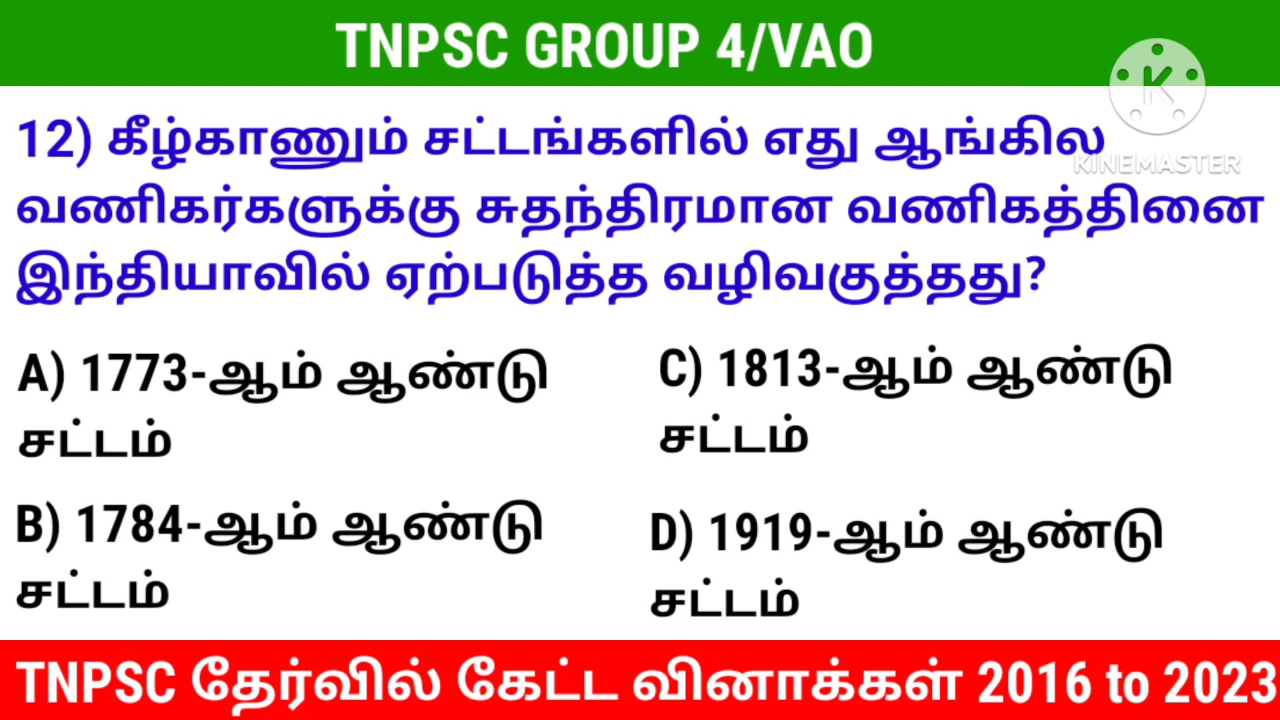 TNPSC GROUP 4/VAO
KINEMASTER
12) கீழ்காணும் சட்டங்களில் எது ஆங்கில
வணிகர்களுக்கு சுதந்திரமான வணிகத்தினை
இந்தியாவில் ஏற்படுத்த வழிவகுத்தது?
A) 1773-ஆம் ஆண்டு
சட்டம்
B) 1784-ஆம் ஆண்டு
சட்டம்
C) 1813-ஆம் ஆண்டு
சட்டம்
D) 1919-ஆம் ஆண்டு
சட்டம்
TNPSC தேர்வில் கேட்ட வினாக்கள் 2016 to 2023